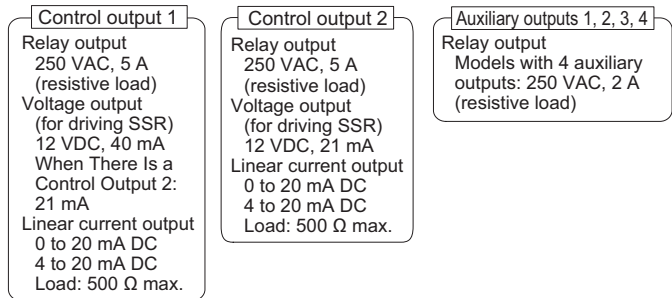 Control output 1
Relay output
250 VAC, 5 A
(resistive load)
Voltage output
(for driving SSR)
12 VDC, 40 mA
When There Is a
Control Output 2:
21 mA
Linear current output
0 to 20 mA DC
4 to 20 mA DC
Load: 500 Ω max.
Control output 2
Relay output
250 VAC, 5 A
(resistive load)
Voltage output
(for driving SSR)
12 VDC, 21 mA
Linear current output
0 to 20 mA DC
4 to 20 mA DC
Load: 500 Ω max.
Auxiliary outputs 1, 2, 3, 4
Relay output
Models with 4 auxiliary
outputs: 250 VAC, 2 A
(resistive load)